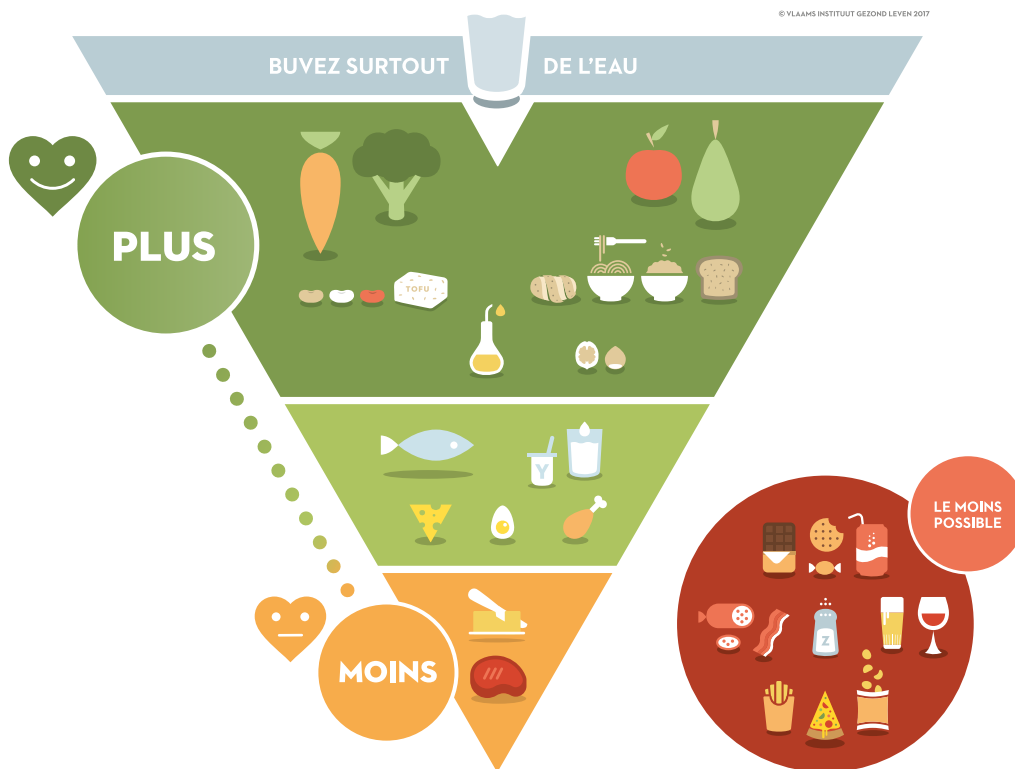 © VLAAMS INSTITUUT GEZOND LEVEN 2017
BUVEZ SURTOUT DE L'EAU
PLUS
TOFU
Y
LE MOINS
POSSIBLE
Z
MOINS